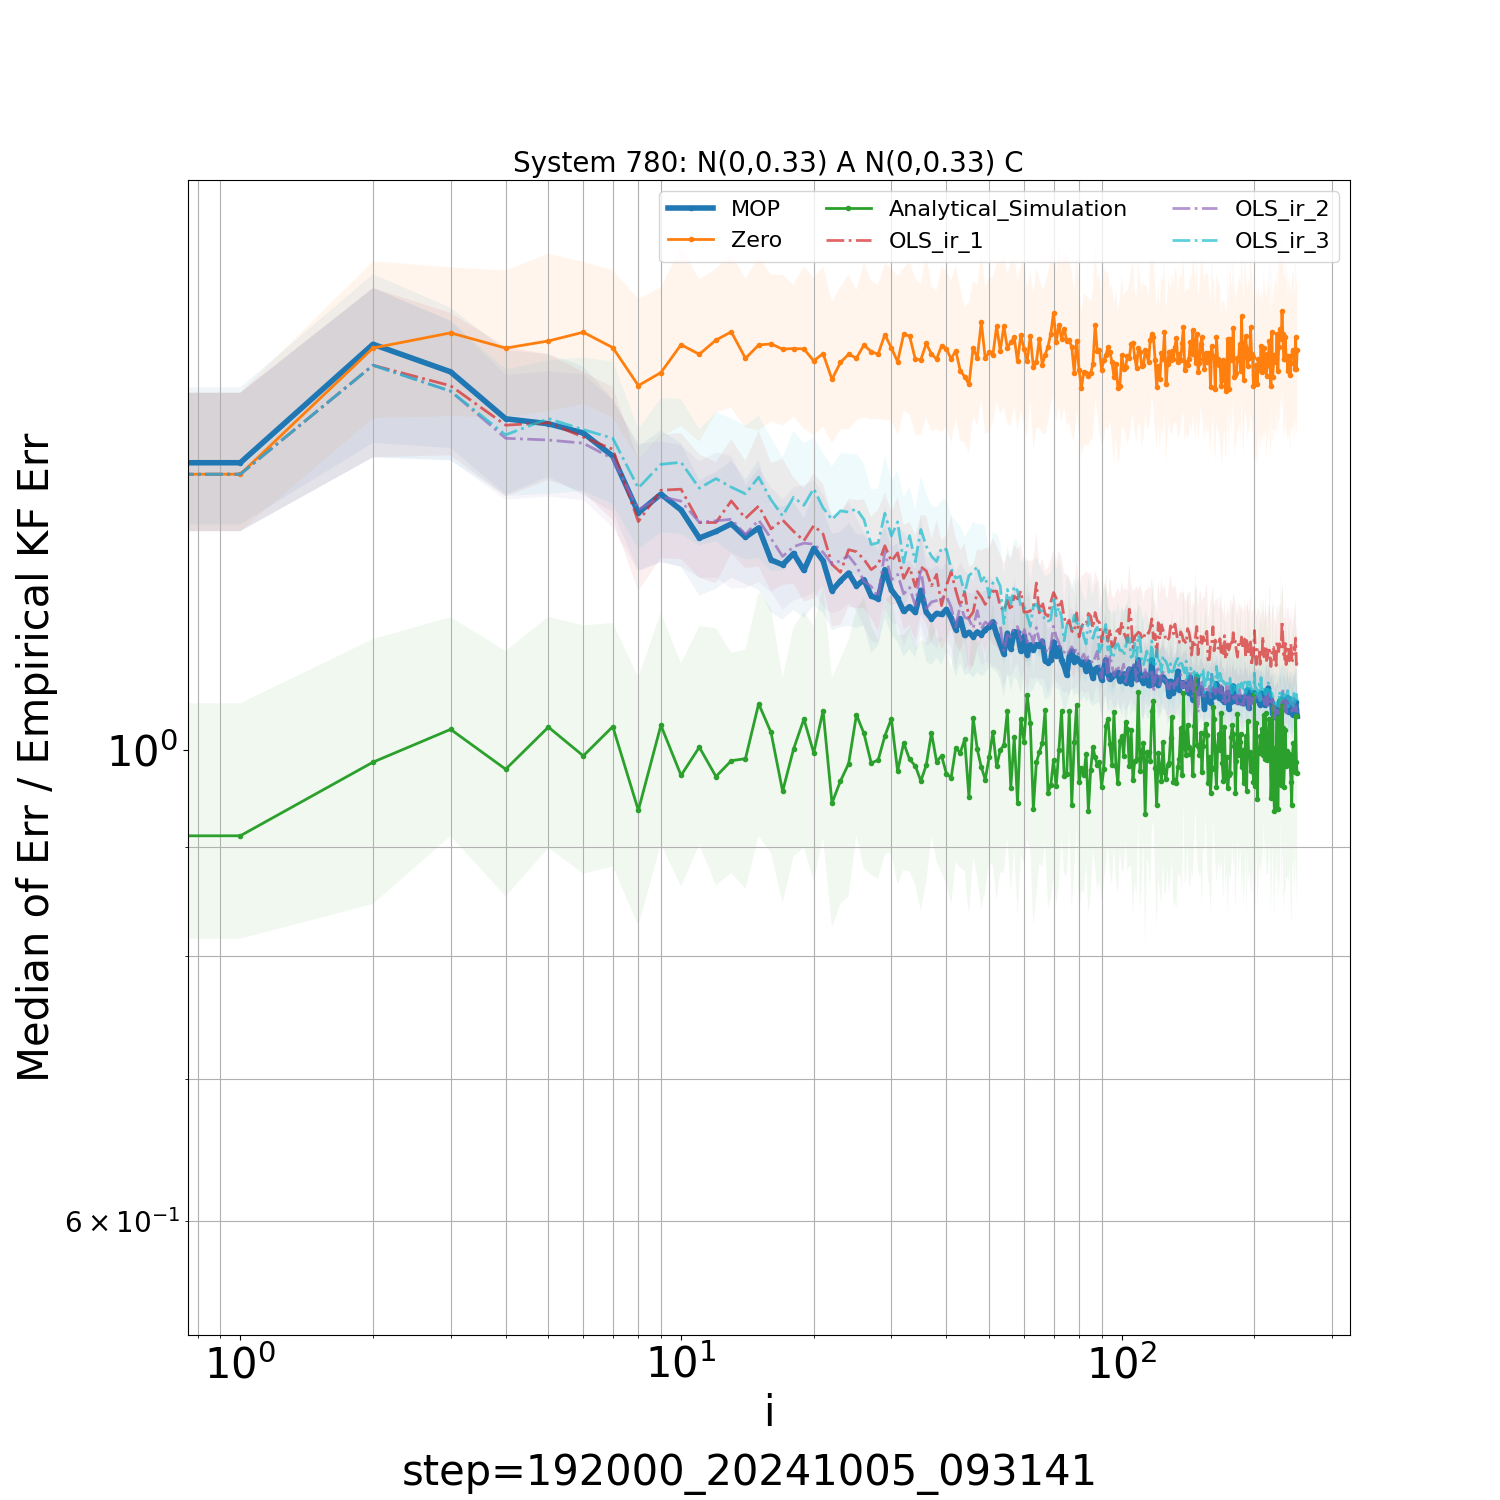 System 780: N(0,0.33) A N(0,0.33) C
MOP
Zero
Analytical_Simulation
OLS_ir_1
OLS_ir_2
OLS_ir_3
Median of Err / Empirical KF Err
10⁰
6 × 10⁻¹
10⁰
10¹
10²
i
step=192000_20241005_093141